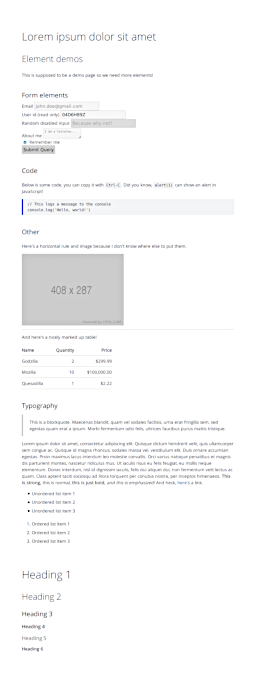 Lorem ipsum dolor sit amet
Element demos
This is supposed to be a demo page so we need more elements!
Form elements
Email john.doe@gmail.com
User id (read only) 04D6H89Z
Random disabled input Because why not?
About me I am a
Remember me
Submit Query
Code
Below is some code, you can copy it with Ctrl-C. Did you know, alert(1) can show an alert in
JavaScript!
// This logs a message to the console
console.log('Hello, world!')
Other
Here's a horizontal rule and image because I don't know where else to put them.
408 x 287
And here's a nicely marked up table!
Name Quantity Price
Godzilla 2 $299.99
Mozilla 10 $100,000.00
Quesadilla 1 $2.22
Typography
This is a blockquote. Maecenas blandit, quam vel sodales facilisis, urna erat fringilla sem, sed
egestas quam erat a ipsum. Morbi fermentum odio felis, ultricies faucibus purus mattis tristique.
Lorem ipsum dolor sit amet, consectetur adipiscing elit. Quisque dictum hendrerit velit, quis ullamcorper
sem congue ac. Quisque id magna rhoncus, sodales massa vel, vestibulum elit. Duis ornare accumsan
egestas. Proin maximus lacus interdum leo molestie convallis. Orci varius natoque penatibus et magnis
dis parturient montes, nascetur ridiculus mus. Ut iaculis risus eu felis feugiat, eu mollis neque
elementum. Donec interdum, nisl id dignissim iaculis, felis dui aliquet dui, non fermentum velit lectus ac
quam. Class aptent taciti sociosqu ad litora torquent per conubia nostra, per inceptos himenaeos. This
is strong, this is normal, this is just bold, and this is emphasized! And heck, here's a link.
Unordered list item 1
Unordered list item 2
Unordered list item 3
1. Ordered list item 1
2. Ordered list item 2
3. Ordered list item 3
Heading 1
Heading 2
Heading 3
Heading 4
Heading 5
Heading 6